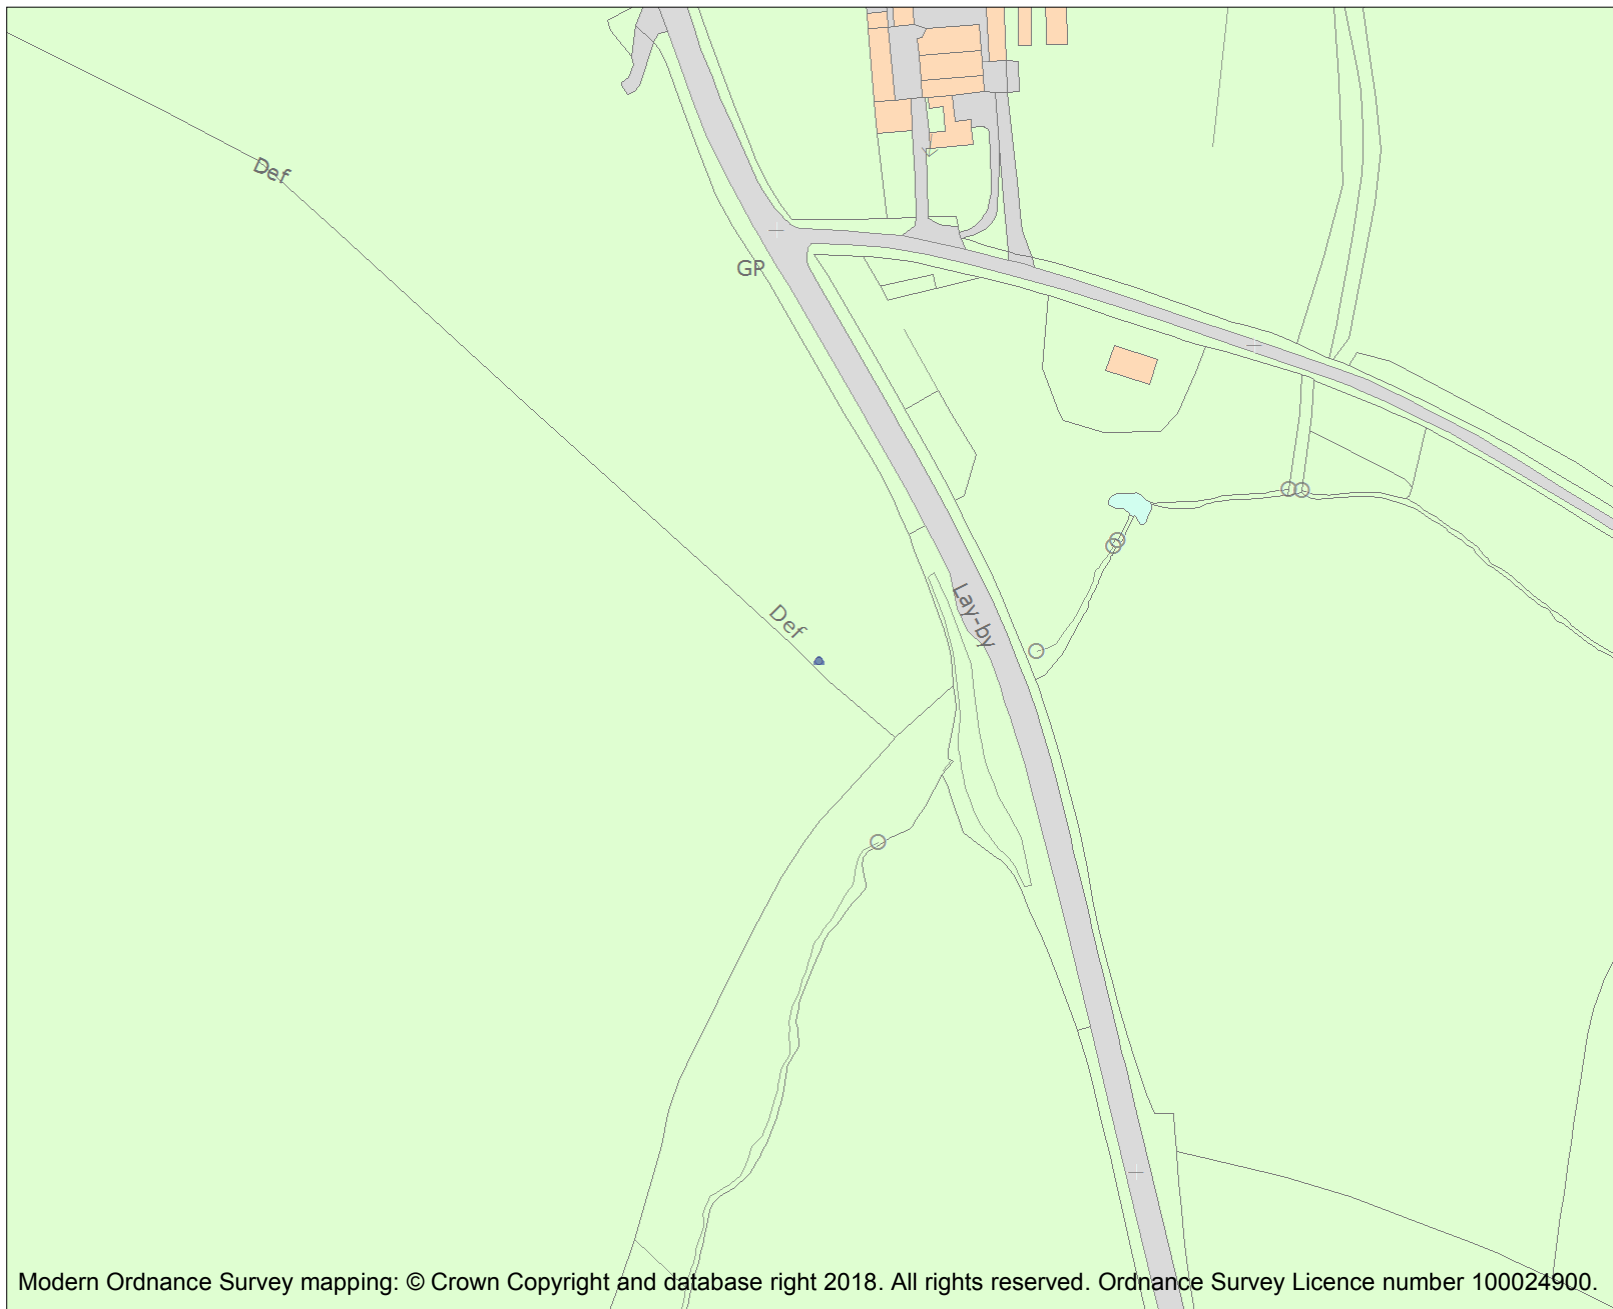 Def
GP
Lay-by
Def
Modern Ordnance Survey mapping: © Crown Copyright and database right 2018. All rights reserved. Ordnance Survey Licence number 100024900.